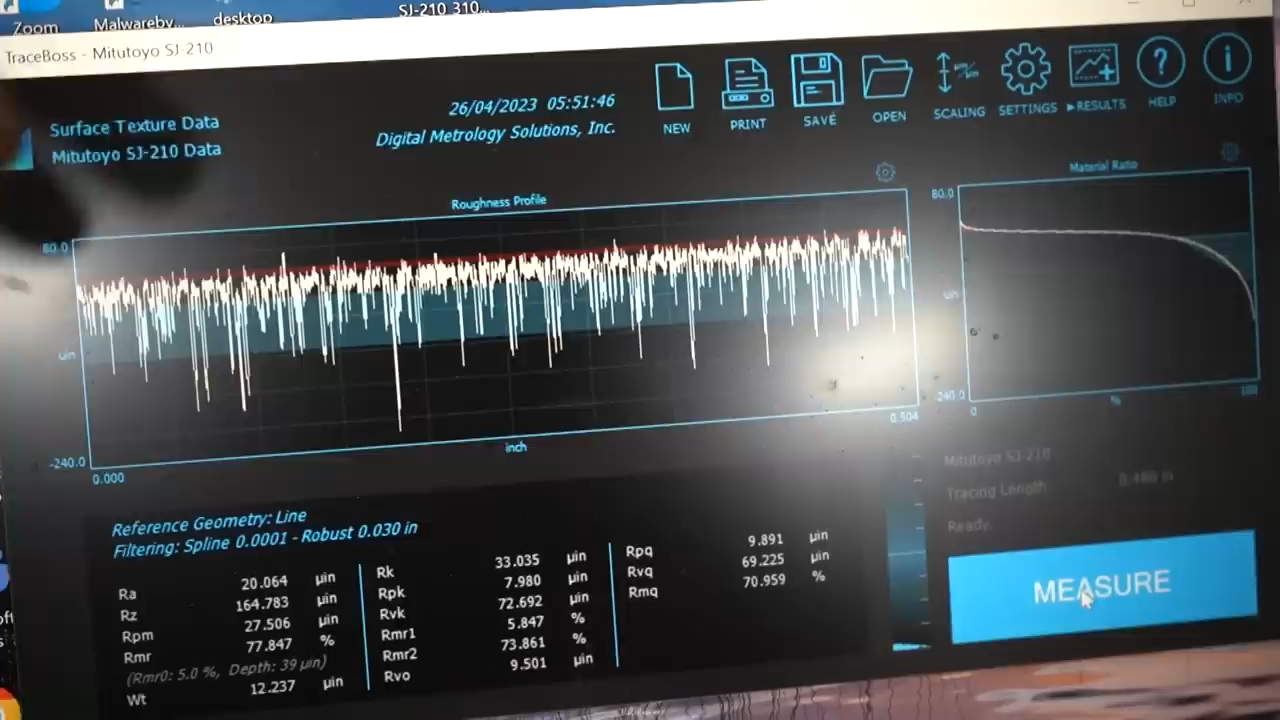 Zoom
Malwareby...
desktop
SJ-210 310...
TraceBoss - Mitutoyo SJ-210
Surface Texture Data
Mitutoyo SJ-210 Data
26/04/2023 05:51:46
Digital Metrology Solutions, Inc.
NEW
PRINT
SAVE
OPEN
SCALING
SETTINGS
►RESULTS
HELP
INFO
Roughness Profile
80.0
uin
-240.0
0.000
inch
0.504
Material Ratio
80.0
uin
-240.0
0
%
100
Reference Geometry: Line
Filtering: Spline 0.0001 - Robust 0.030 in
Ra 20.064 µin
Rz 164.783 µin
Rpm 27.506 µin
Rmr 77.847 %
(Rmr0: 5.0 %, Depth: 39 µin)
Wt 12.237 µin
Rk 33.035 µin
Rpk 7.980 µin
Rvk 72.692 µin
Rmr1 5.847 %
Rmr2 73.861 %
Rvo 9.501 µin
Rpq 9.891 µin
Rvq 69.225 µin
Rmq 70.959 %
Mitutoyo SJ-210
Tracing Length: 0.480 in
Ready.
MEASURE